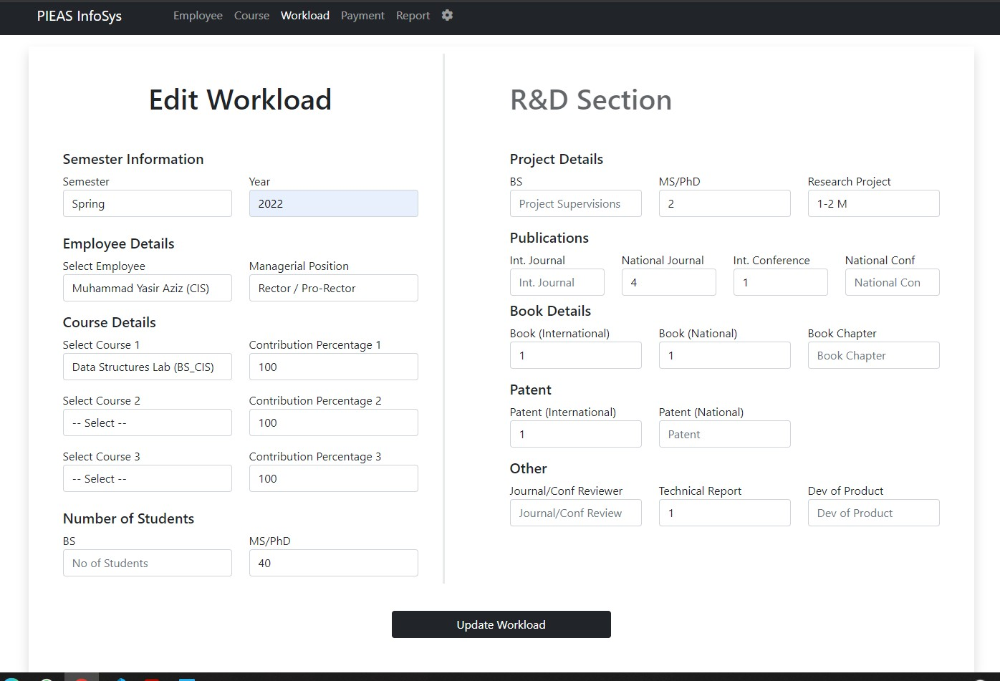 PIEAS InfoSys Employee Course Workload Payment Report
Edit Workload
Semester Information
Semester Year
Spring 2022
Employee Details
Select Employee Managerial Position
Muhammad Yasir Aziz (CIS) Rector / Pro-Rector
Course Details
Select Course 1 Contribution Percentage 1
Data Structures Lab (BS_CIS) 100
Select Course 2 Contribution Percentage 2
-- Select -- 100
Select Course 3 Contribution Percentage 3
-- Select -- 100
Number of Students
BS MS/PhD
No of Students 40
R&D Section
Project Details
BS MS/PhD Research Project
Project Supervisions 2 1-2 M
Publications
Int. Journal National Journal Int. Conference National Conf
Int. Journal 4 1 National Con
Book Details
Book (International) Book (National) Book Chapter
1 1 Book Chapter
Patent
Patent (International) Patent (National)
1 Patent
Other
Journal/Conf Reviewer Technical Report Dev of Product
Journal/Conf Review 1 Dev of Product
Update Workload